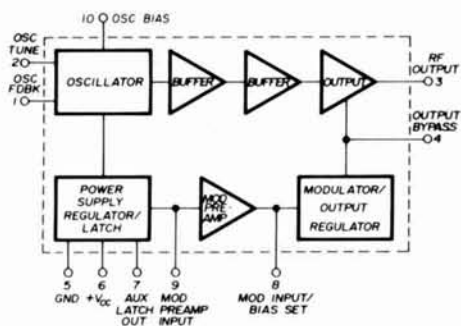 10 OSC BIAS
OSC
TUNE
2
OSC
FDBK
1
OSCILLATOR
BUFFER
BUFFER
OUTPUT
RF
OUTPUT
3
OUTPUT
BYPASS
4
POWER
SUPPLY
REGULATOR/
LATCH
MOD
PRE-
AMP
MODULATOR/
OUTPUT
REGULATOR
5
GND
6
+VCC
7
AUX
LATCH
OUT
9
MOD
PREAMP
INPUT
8
MOD INPUT/
BIAS SET